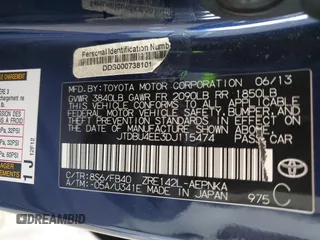 Personal Identification Number
DDS000738101
MFD. BY: TOYOTA MOTOR CORPORATION 06/13
GVWR 3840LB GAWR FR 2090LB RR 1850LB
THIS VEHICLE CONFORMS TO ALL APPLICABLE
FEDERAL MOTOR VEHICLE SAFETY, BUMPER, AND
THEFT PREVENTION STANDARDS IN EFFECT ON
THE DATE OF MANUFACTURE SHOWN ABOVE.
JTDBU4EE3DJ115474
PASS. CAR
C/TR: 8S6/FB40 ZRE142L-AEPNKA
A/TM: -05A/U341E MADE IN JAPAN 975 C
TOYOTA
12F12
1